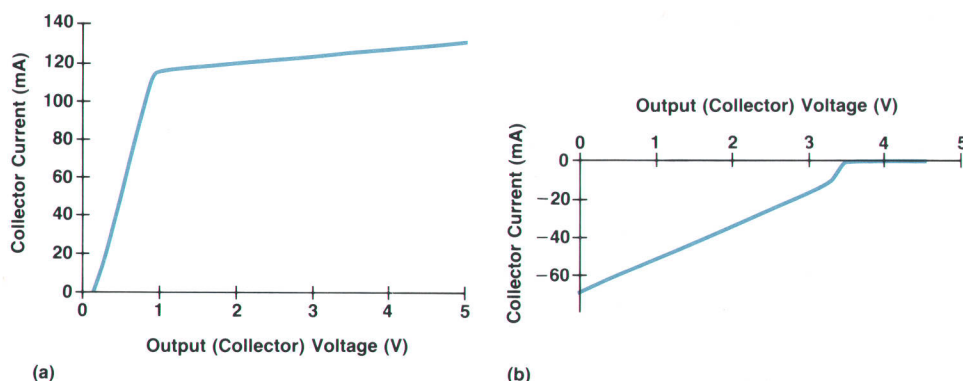 140
120
100
80
60
40
20
0
Collector Current (mA)
0 1 2 3 4 5
Output (Collector) Voltage (V)
(a)
Output (Collector) Voltage (V)
0 1 2 3 4 5
0
−20
−40
−60
Collector Current (mA)
(b)